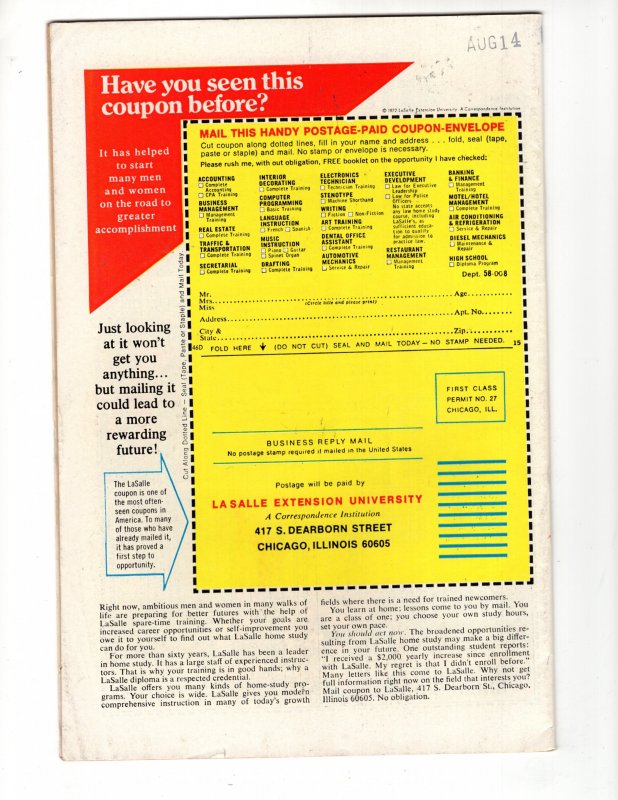 AUG14
Have you seen this
coupon before?
© 1972 LaSalle Extension University A Correspondence Institution
It has helped
to start
many men
and women
on the road to
greater
accomplishment
MAIL THIS HANDY POSTAGE-PAID COUPON-ENVELOPE
Cut coupon along dotted lines, fill in your name and address . . . fold, seal (tape,
paste or staple) and mail. No stamp or envelope is necessary.
Please rush me, with out obligation, FREE booklet on the opportunity I have checked:
ACCOUNTING
Complete
Accounting
CPA Training
BUSINESS
MANAGEMENT
Management
Training
REAL ESTATE
Complete Training
TRAFFIC &
TRANSPORTATION
Complete Training
SECRETARIAL
Complete Training
INTERIOR
DECORATING
Complete Training
COMPUTER
PROGRAMMING
Basic Training
LANGUAGE
INSTRUCTION
French Spanish
MUSIC
INSTRUCTION
Piano Guitar
Spinet Organ
DRAFTING
Complete Training
ELECTRONICS
TECHNICIAN
Technician Training
STENOTYPE
Machine Shorthand
WRITING
Fiction Non-Fiction
ART TRAINING
Complete Training
DENTAL OFFICE
ASSISTANT
Complete Training
AUTOMOTIVE
MECHANICS
Service & Repair
EXECUTIVE
DEVELOPMENT
Law for Executive
Leadership
Law for Police
Officers
No state accepts
any law home study
course, including
LaSalle's, as
sufficient educa-
tion to qualify
for admission to
practice law.
RESTAURANT
MANAGEMENT
Management
Training
BANKING
& FINANCE
Management
Training
MOTEL/HOTEL
MANAGEMENT
Complete Training
AIR CONDITIONING
& REFRIGERATION
Service & Repair
DIESEL MECHANICS
Maintenance &
Repair
HIGH SCHOOL
Diploma Program
Dept. 58-008
Mr.
Mrs.
Miss
(Circle title and please print)
Age
Address
Apt. No.
City &
State
Zip
46D FOLD HERE (DO NOT CUT) SEAL AND MAIL TODAY – NO STAMP NEEDED. 15
Cut Along Dotted Line – Seal (Tape, Paste or Staple) and Mail Today.
Just looking
at it won't
get you
anything...
but mailing it
could lead to
a more
rewarding
future!
The LaSalle
coupon is one of
the most often-
seen coupons in
America. To many
of those who have
already mailed it,
it has proved a
first step to
opportunity.
FIRST CLASS
PERMIT NO. 27
CHICAGO, ILL.
BUSINESS REPLY MAIL
No postage stamp required if mailed in the United States
Postage will be paid by
LA SALLE EXTENSION UNIVERSITY
A Correspondence Institution
417 S. DEARBORN STREET
CHICAGO, ILLINOIS 60605
Right now, ambitious men and women in many walks of
life are preparing for better futures with the help of
LaSalle spare-time training. Whether your goals are
increased career opportunities or self-improvement you
owe it to yourself to find out what LaSalle home study
can do for you.
For more than sixty years, LaSalle has been a leader
in home study. It has a large staff of experienced instruc-
tors. That is why your training is in good hands; why a
LaSalle diploma is a respected credential.
LaSalle offers you many kinds of home-study pro-
grams. Your choice is wide. LaSalle gives you modern
comprehensive instruction in many of today's growth
fields where there is a need for trained newcomers.
You learn at home; lessons come to you by mail. You
are a class of one; you choose your own study hours,
set your own pace.
You should act now. The broadened opportunities re-
sulting from LaSalle home study may make a big differ-
ence in your future. One outstanding student reports:
"I received a $2,000 yearly increase since enrollment
with LaSalle. My regret is that I didn't enroll before."
Many letters like this come to LaSalle. Why not get
full information right now on the field that interests you?
Mail coupon to LaSalle, 417 S. Dearborn St., Chicago,
Illinois 60605. No obligation.